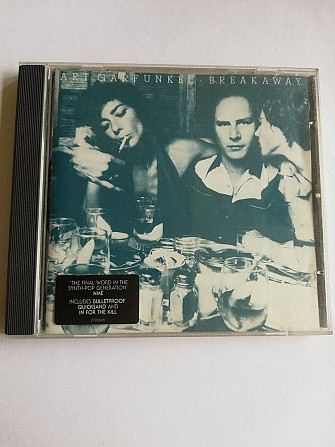 ART GARFUNKEL · BREAKAWAY
'THE FINAL WORD IN THE
SYNTH-POP GENERATION'
NME
INCLUDES BULLETPROOF
QUICKSAND AND
IN FOR THE KILL